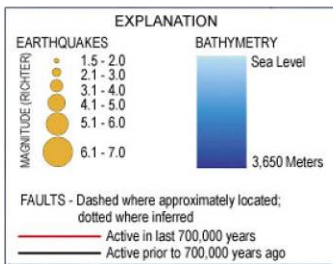 EXPLANATION
EARTHQUAKES
BATHYMETRY
MAGNITUDE (RICHTER)
1.5 - 2.0
2.1 - 3.0
3.1 - 4.0
4.1 - 5.0
5.1 - 6.0
6.1 - 7.0
Sea Level
3,650 Meters
FAULTS - Dashed where approximately located;
dotted where inferred
Active in last 700,000 years
Active prior to 700,000 years ago